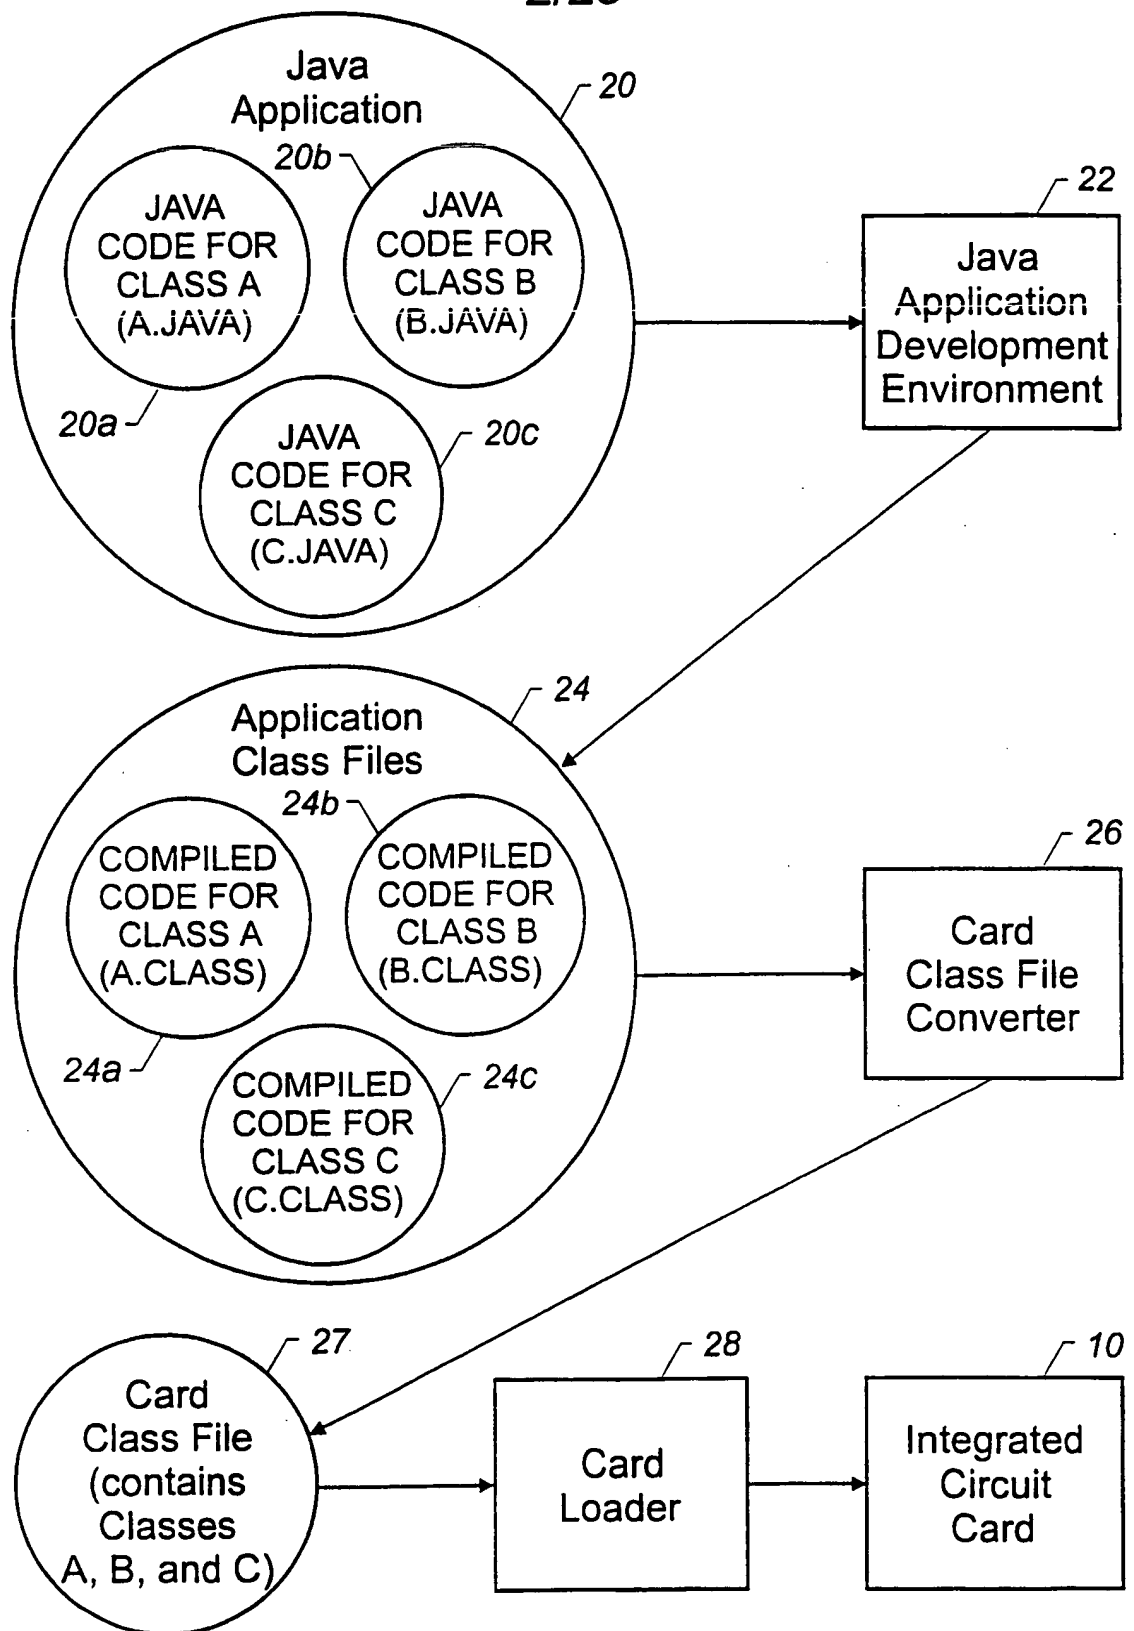 Java
Application
20
20b
JAVA
CODE FOR
CLASS A
(A.JAVA)
JAVA
CODE FOR
CLASS B
(B.JAVA)
20a
JAVA
CODE FOR
CLASS C
(C.JAVA)
20c
22
Java
Application
Development
Environment
Application
Class Files
24
24b
COMPILED
CODE FOR
CLASS A
(A.CLASS)
COMPILED
CODE FOR
CLASS B
(B.CLASS)
24a
COMPILED
CODE FOR
CLASS C
(C.CLASS)
24c
26
Card
Class File
Converter
27
Card
Class File
(contains
Classes
A, B, and C)
28
Card
Loader
10
Integrated
Circuit
Card